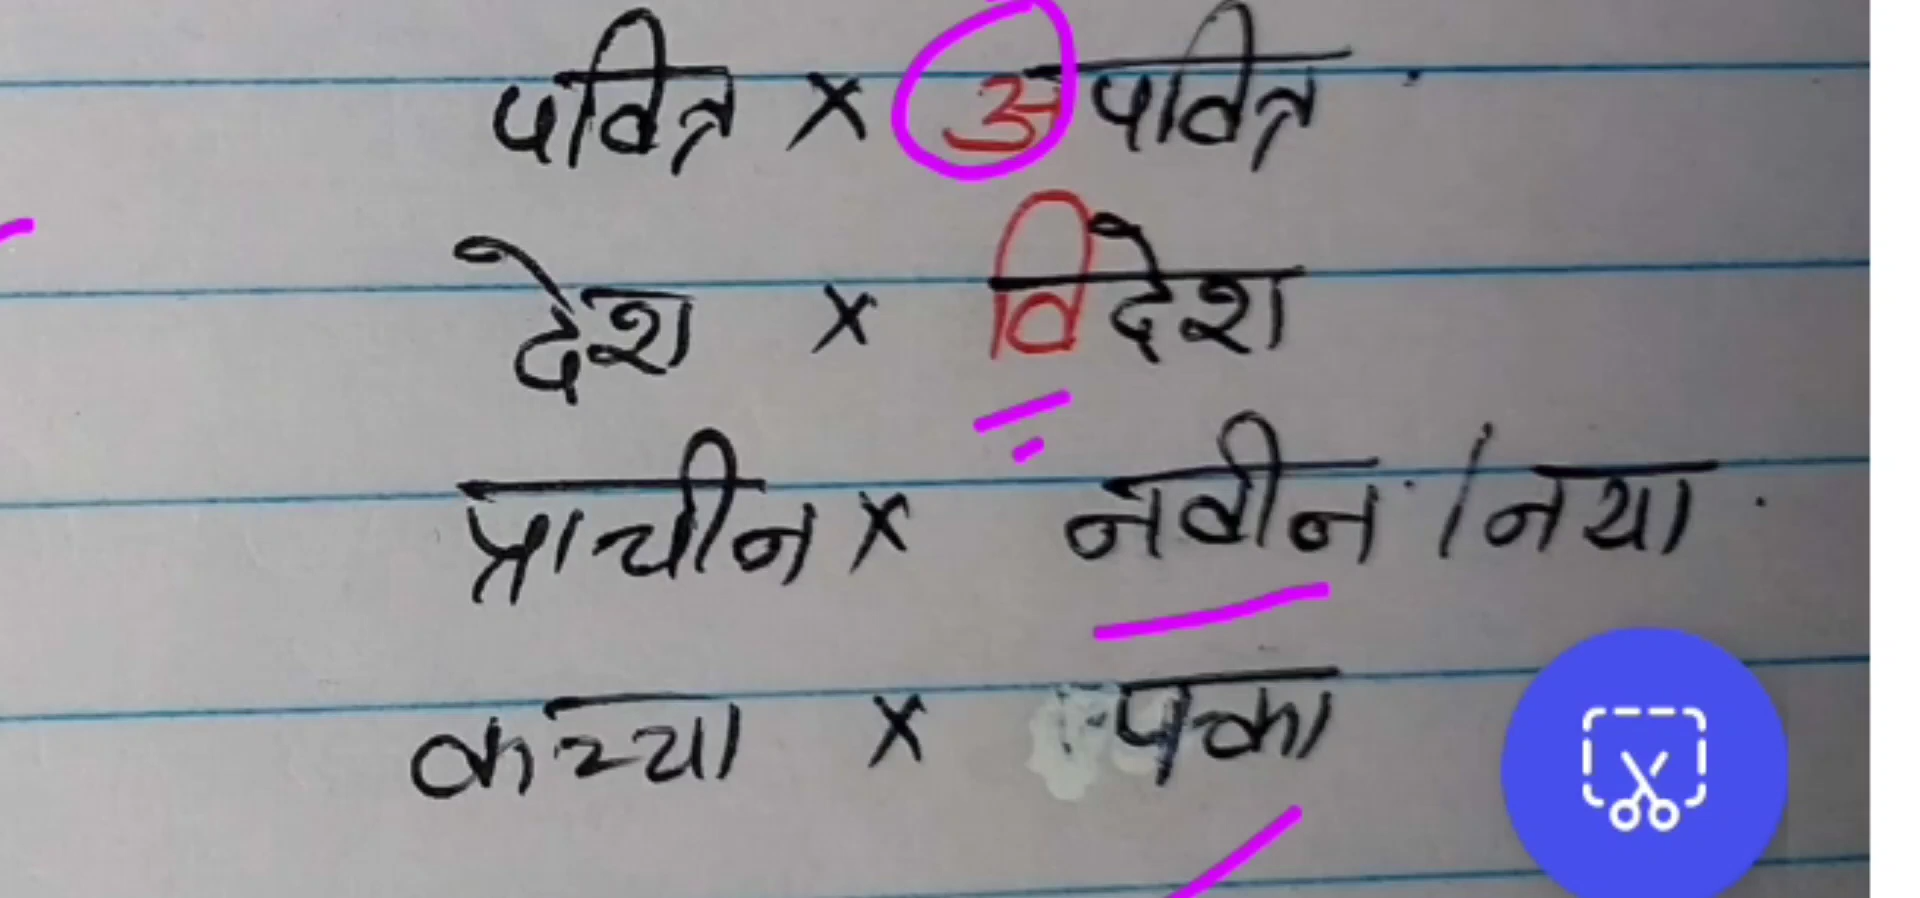 पवित्र × अपवित्र
देश × विदेश
प्राचीन × नवीन / नया
कच्चा × पका